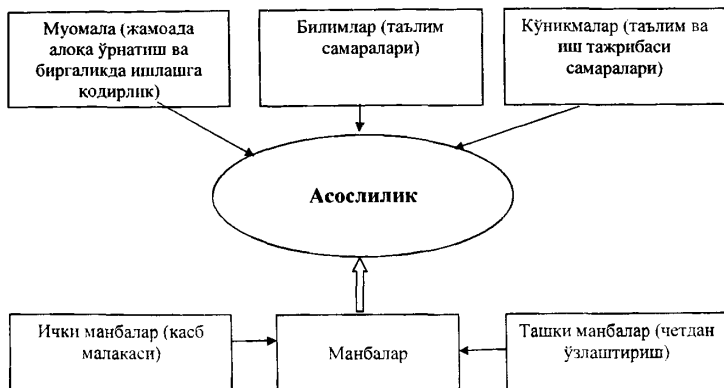 Муомала (жамоада
алоқа ўрнатиш ва
биргаликда ишлашга
қодирлик)
Билимлар (таълим
самаралари)
Кўникмалар (таълим ва
иш тажрибаси
самаралари)
Асослилик
Ички манбалар (касб
малакаси)
Манбалар
Ташки манбалар (четдан
ўзлаштириш)